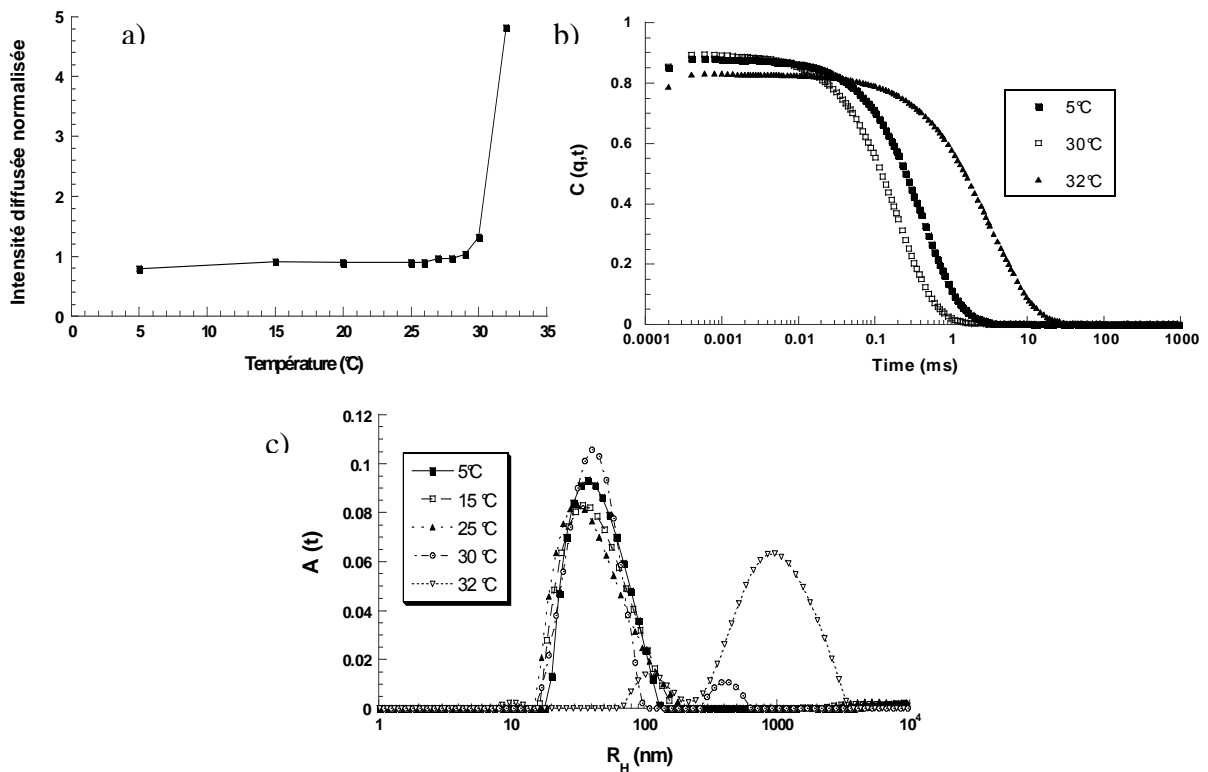 a)
Intensité diffusée normalisée
5
4
3
2
1
0
0 5 10 15 20 25 30 35
Température (°C)
b)
C (q,t)
1
0.8
0.6
0.4
0.2
0
0.0001 0.001 0.01 0.1 1 10 100 1000
Time (ms)
5°C
30°C
32°C
c)
A (t)
0.12
0.1
0.08
0.06
0.04
0.02
0
1 10 100 1000 10⁴
R_H (nm)
5°C
15 °C
25 °C
30 °C
32 °C